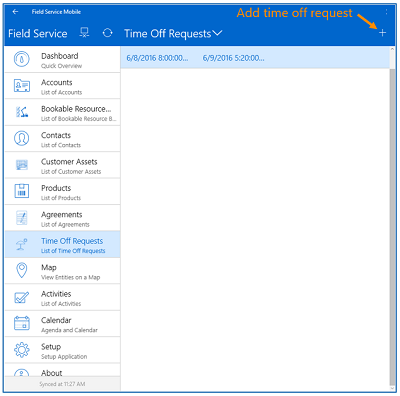 Add time off request
Field Service Mobile
Field Service
Time Off Requests
6/8/2016 8:00:00... 6/9/2016 5:20:00...
Dashboard
Quick Overview
Accounts
List of Accounts
Bookable Resource...
List of Bookable Resource B...
Contacts
List of Contacts
Customer Assets
List of Customer Assets
Products
List of Products
Agreements
List of Agreements
Time Off Requests
List of Time Off Requests
Map
View Entities on a Map
Activities
List of Activities
Calendar
Agenda and Calendar
Setup
Setup Application
About
Synced at 11:27 AM